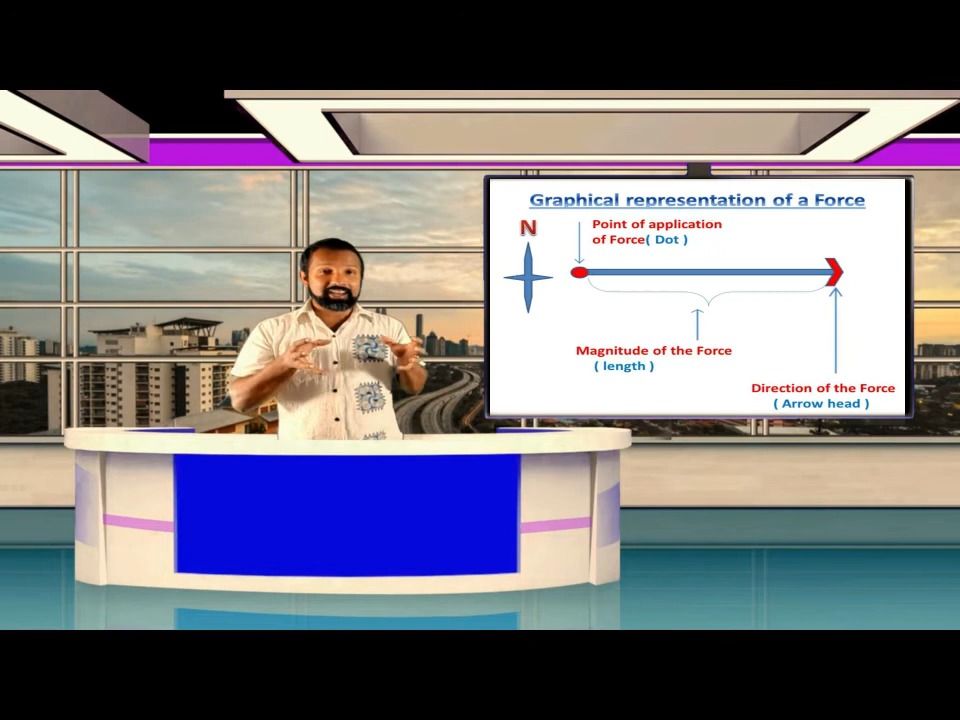 Graphical representation of a Force
N
Point of application
of Force( Dot )
Magnitude of the Force
( length )
Direction of the Force
( Arrow head )